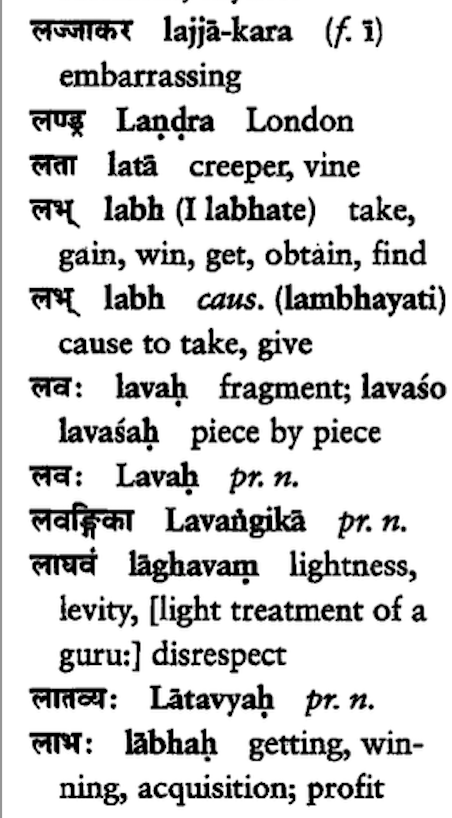 लज्जाकर lajjā-kara (f. ī)
embarrassing
लण्ड्र Laṇḍra London
लता latā creeper, vine
लभ् labh (I labhate) take,
gain, win, get, obtain, find
लभ् labh caus. (lambhayati)
cause to take, give
लवः lavaḥ fragment; lavaśo
lavaśaḥ piece by piece
लवः Lavaḥ pr. n.
लवङ्गिका Lavaṅgikā pr. n.
लाघवं lāghavaṃ lightness,
levity, [light treatment of a
guru:] disrespect
लातव्यः Lātavyaḥ pr. n.
लाभः lābhaḥ getting, win-
ning, acquisition; profit